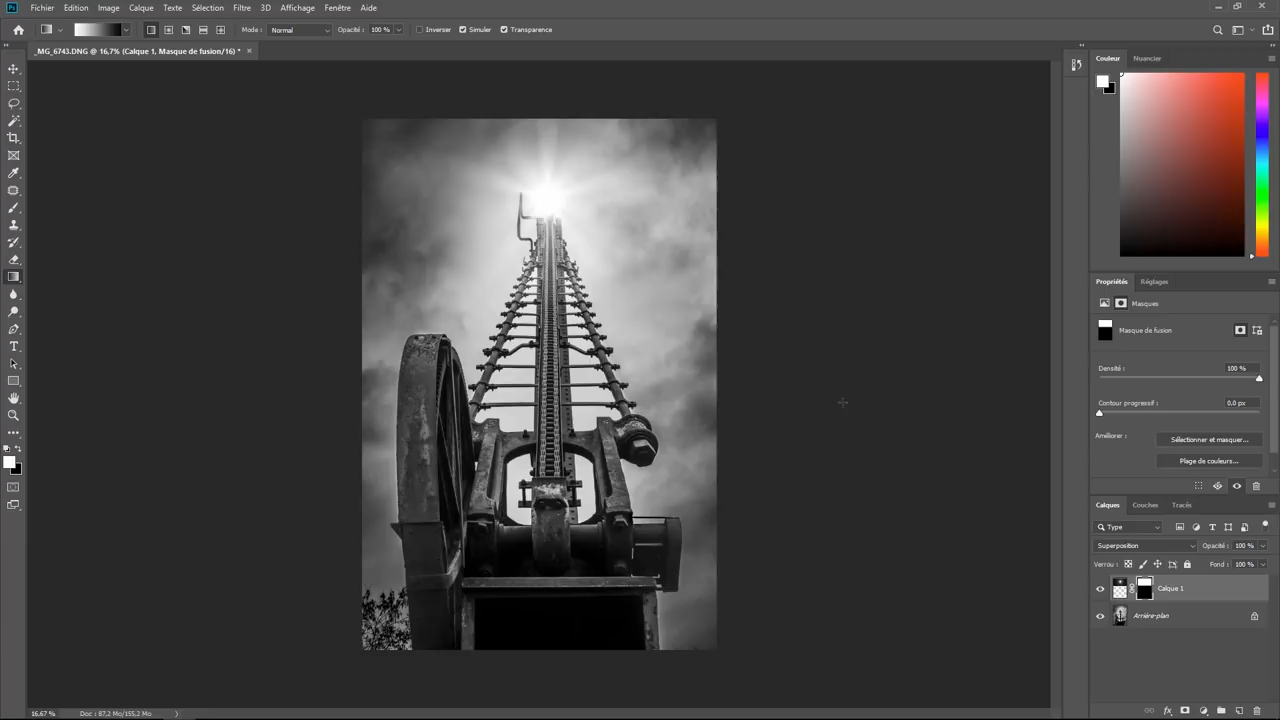 Ps Fichier Edition Image Calque Texte Sélection Filtre 3D Affichage Fenêtre Aide
Mode : Normal Opacité : 100 % Inverser Simuler Transparence
_MG_6743.DNG @ 16,7% (Calque 1, Masque de fusion/16) * ×
Couleur Nuancier
Propriétés Réglages
Masques
Masque de fusion
Densité : 100 %
Contour progressif : 0,0 px
Améliorer : Sélectionner et masquer...
Plage de couleurs...
Calques Couches Tracés
Type
Superposition Opacité : 100 %
Verrou : Fond : 100 %
Calque 1
Arrière-plan
16,67 % Doc : 87,2 Mo/155,2 Mo